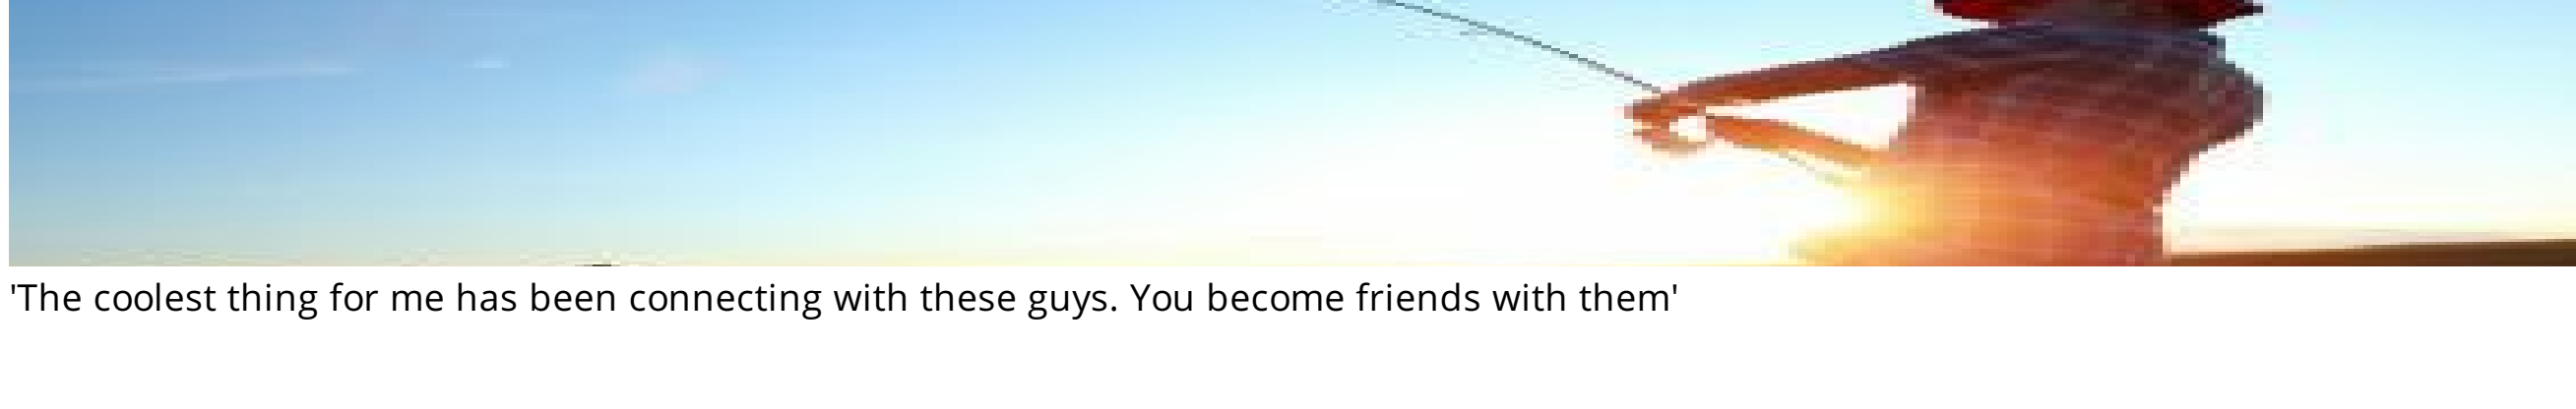 'The coolest thing for me has been connecting with these guys. You become friends with them'